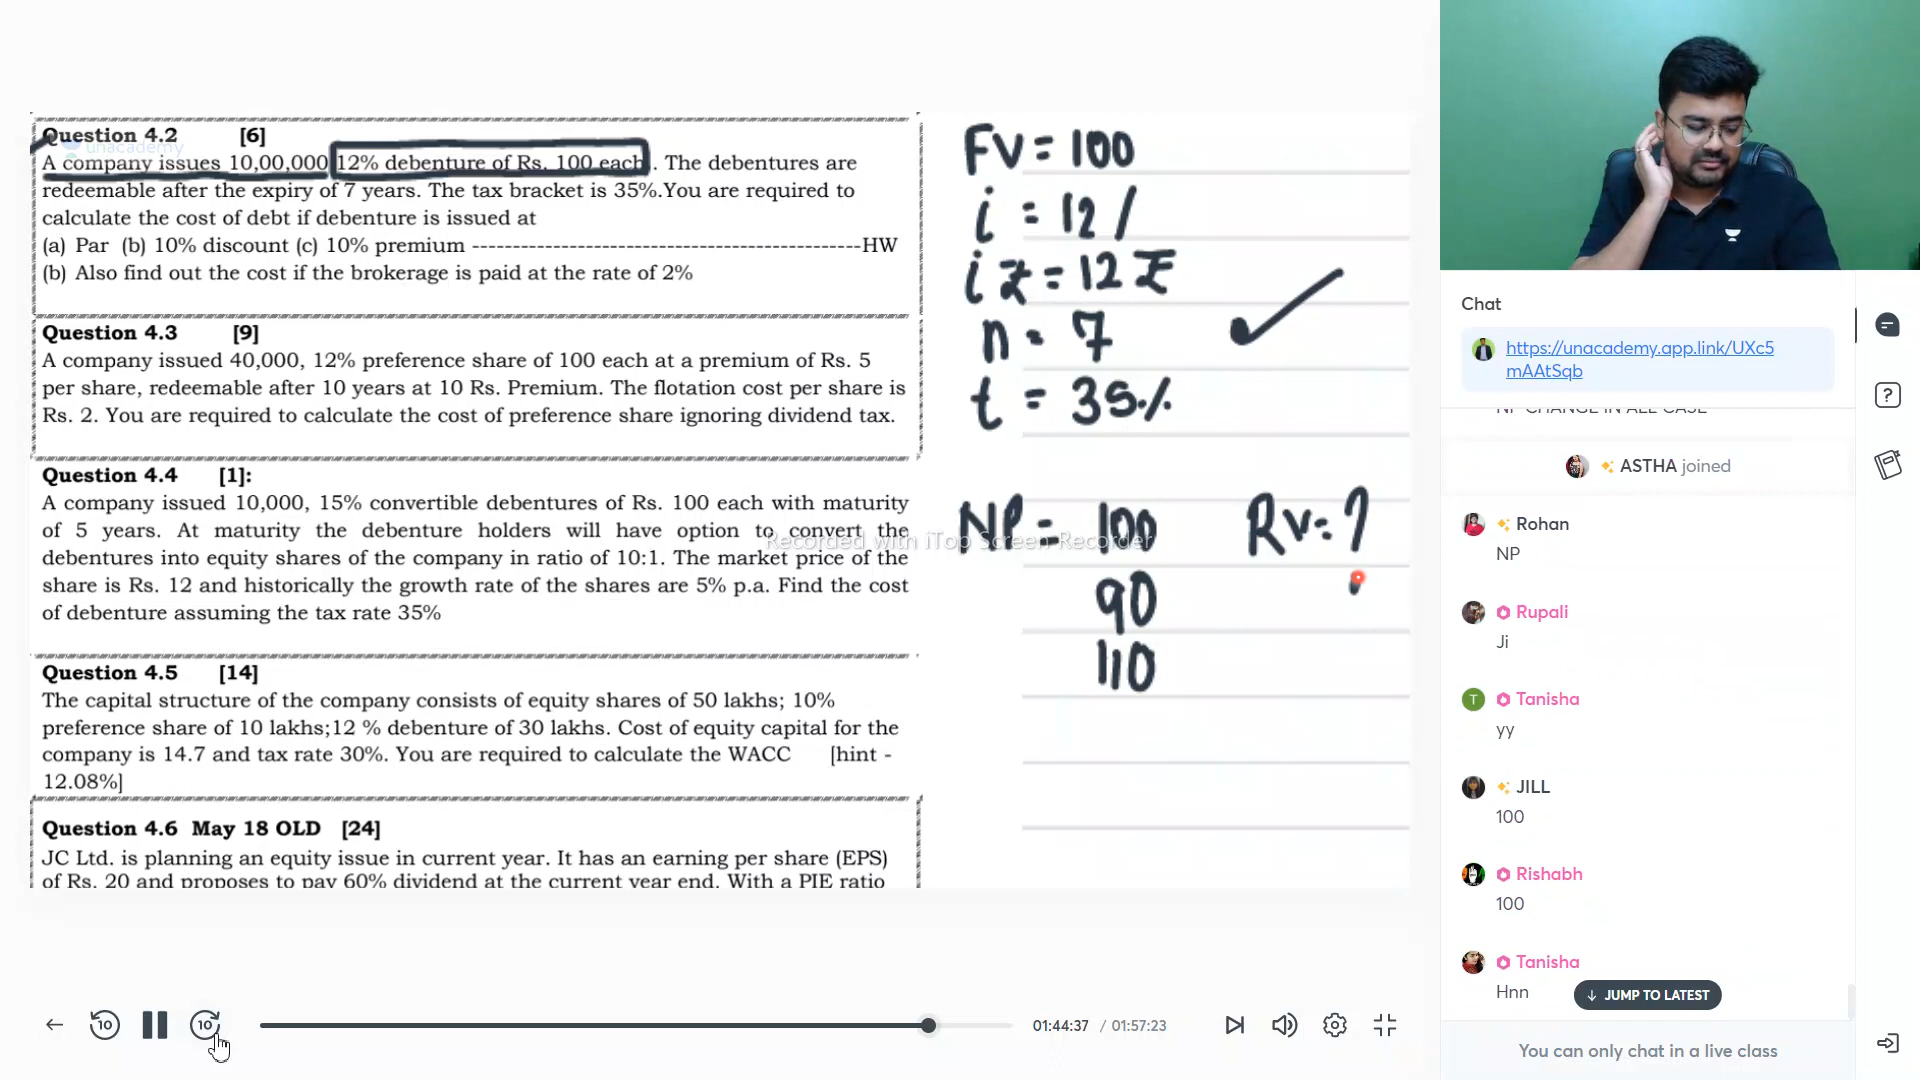 Question 4.2 [6]
unacademy
A company issues 10,00,000 12% debenture of Rs. 100 each. The debentures are
redeemable after the expiry of 7 years. The tax bracket is 35%.You are required to
calculate the cost of debt if debenture is issued at
(a) Par (b) 10% discount (c) 10% premium -----------------------------------------------HW
(b) Also find out the cost if the brokerage is paid at the rate of 2%
Question 4.3 [9]
A company issued 40,000, 12% preference share of 100 each at a premium of Rs. 5
per share, redeemable after 10 years at 10 Rs. Premium. The flotation cost per share is
Rs. 2. You are required to calculate the cost of preference share ignoring dividend tax.
Question 4.4 [1]:
A company issued 10,000, 15% convertible debentures of Rs. 100 each with maturity
of 5 years. At maturity the debenture holders will have option to convert the
debentures into equity shares of the company in ratio of 10:1. The market price of the
share is Rs. 12 and historically the growth rate of the shares are 5% p.a. Find the cost
of debenture assuming the tax rate 35%
Question 4.5 [14]
The capital structure of the company consists of equity shares of 50 lakhs; 10%
preference share of 10 lakhs;12 % debenture of 30 lakhs. Cost of equity capital for the
company is 14.7 and tax rate 30%. You are required to calculate the WACC [hint -
12.08%]
Question 4.6 May 18 OLD [24]
JC Ltd. is planning an equity issue in current year. It has an earning per share (EPS)
of Rs. 20 and proposes to pay 60% dividend at the current year end. With a PIE ratio
FV = 100
i = 12 /
i ₹ = 12 ₹
n = 7
t = 35%
NP = 100 RV = ?
90
110
Recorded with iTop Screen Recorder
10
10
01:44:37 / 01:57:23
Chat
https://unacademy.app.link/UXc5
mAAtSqb
NP CHANGE IN ALL CASE
ASTHA joined
Rohan
NP
Rupali
Ji
T Tanisha
yy
JILL
100
Rishabh
100
Tanisha
Hnn
JUMP TO LATEST
You can only chat in a live class